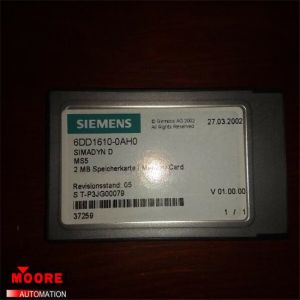 SIEMENS
© Siemens AG 2002
All Rights Reserved
27.03.2002
6DD1610-0AH0
SIMADYN D
MS5
2 MB Speicherkarte / Memory Card
Revisionsstand: 05
S T-P3JG00079
V 01.00.00
37259
1 / 1
MOORE
AUTOMATION